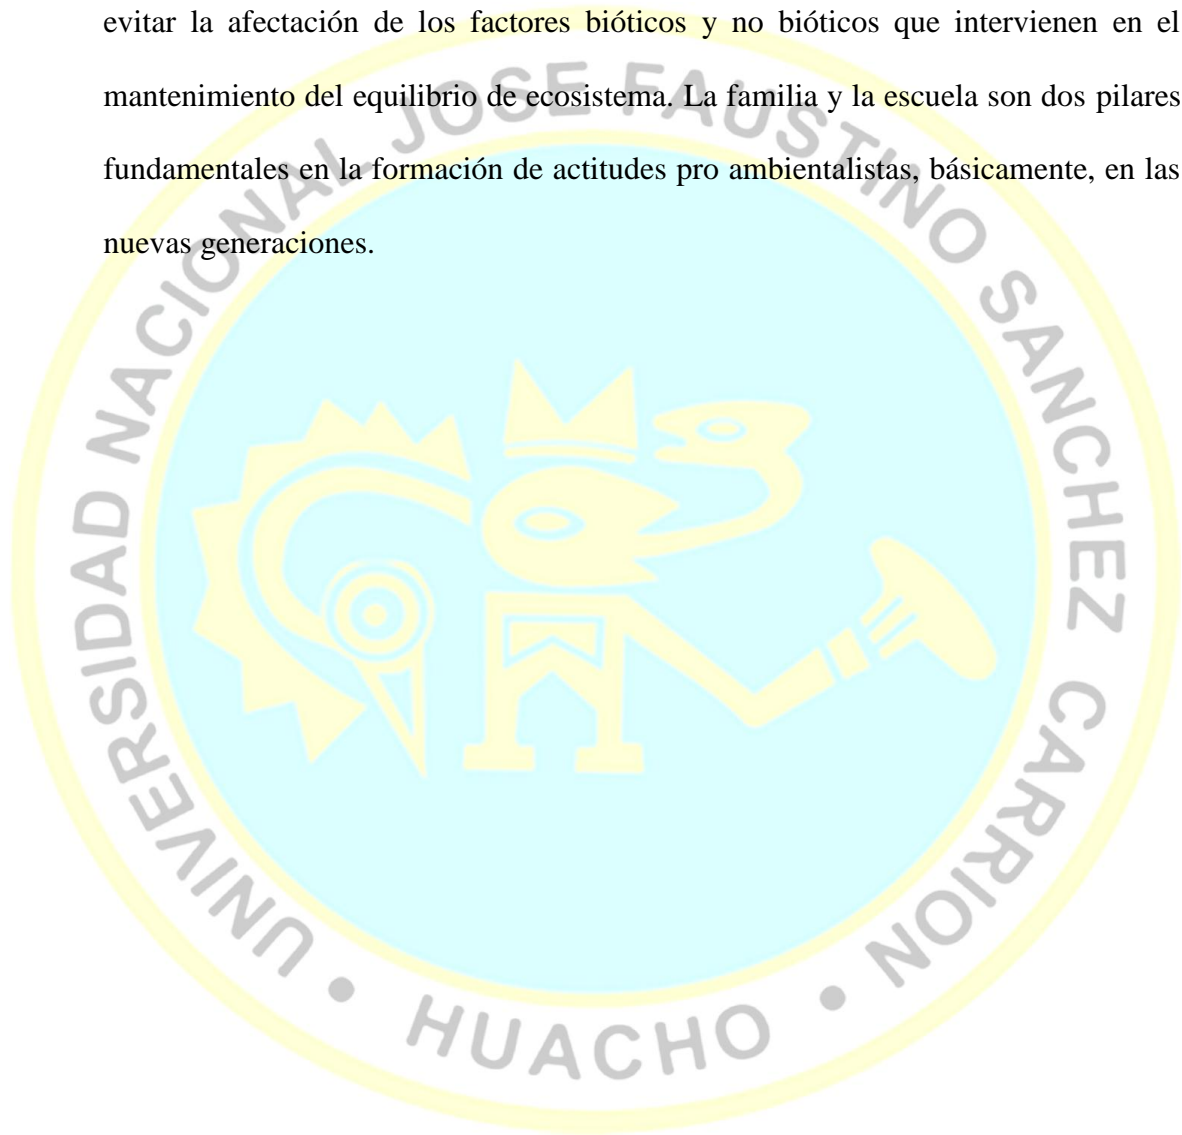 evitar la afectación de los factores bióticos y no bióticos que intervienen en el
mantenimiento del equilibrio de ecosistema. La familia y la escuela son dos pilares
fundamentales en la formación de actitudes pro ambientalistas, básicamente, en las
nuevas generaciones.
UNIVERSIDAD NACIONAL JOSE FAUSTINO SANCHEZ CARRION • HUACHO •